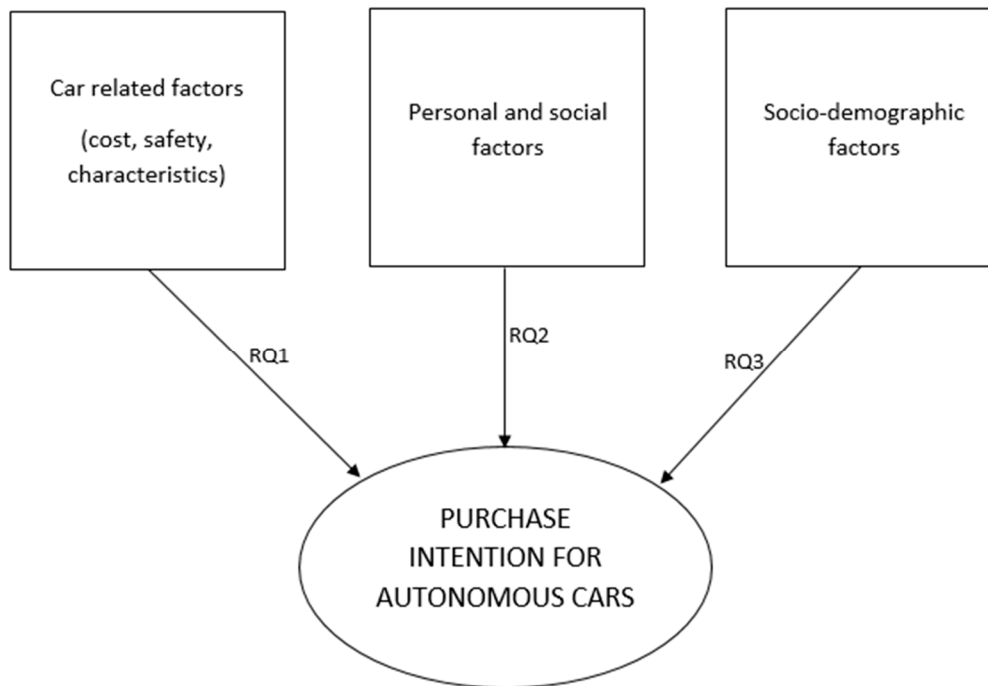 Car related factors
(cost, safety,
characteristics)
Personal and social
factors
Socio-demographic
factors
RQ1
RQ2
RQ3
PURCHASE
INTENTION FOR
AUTONOMOUS CARS